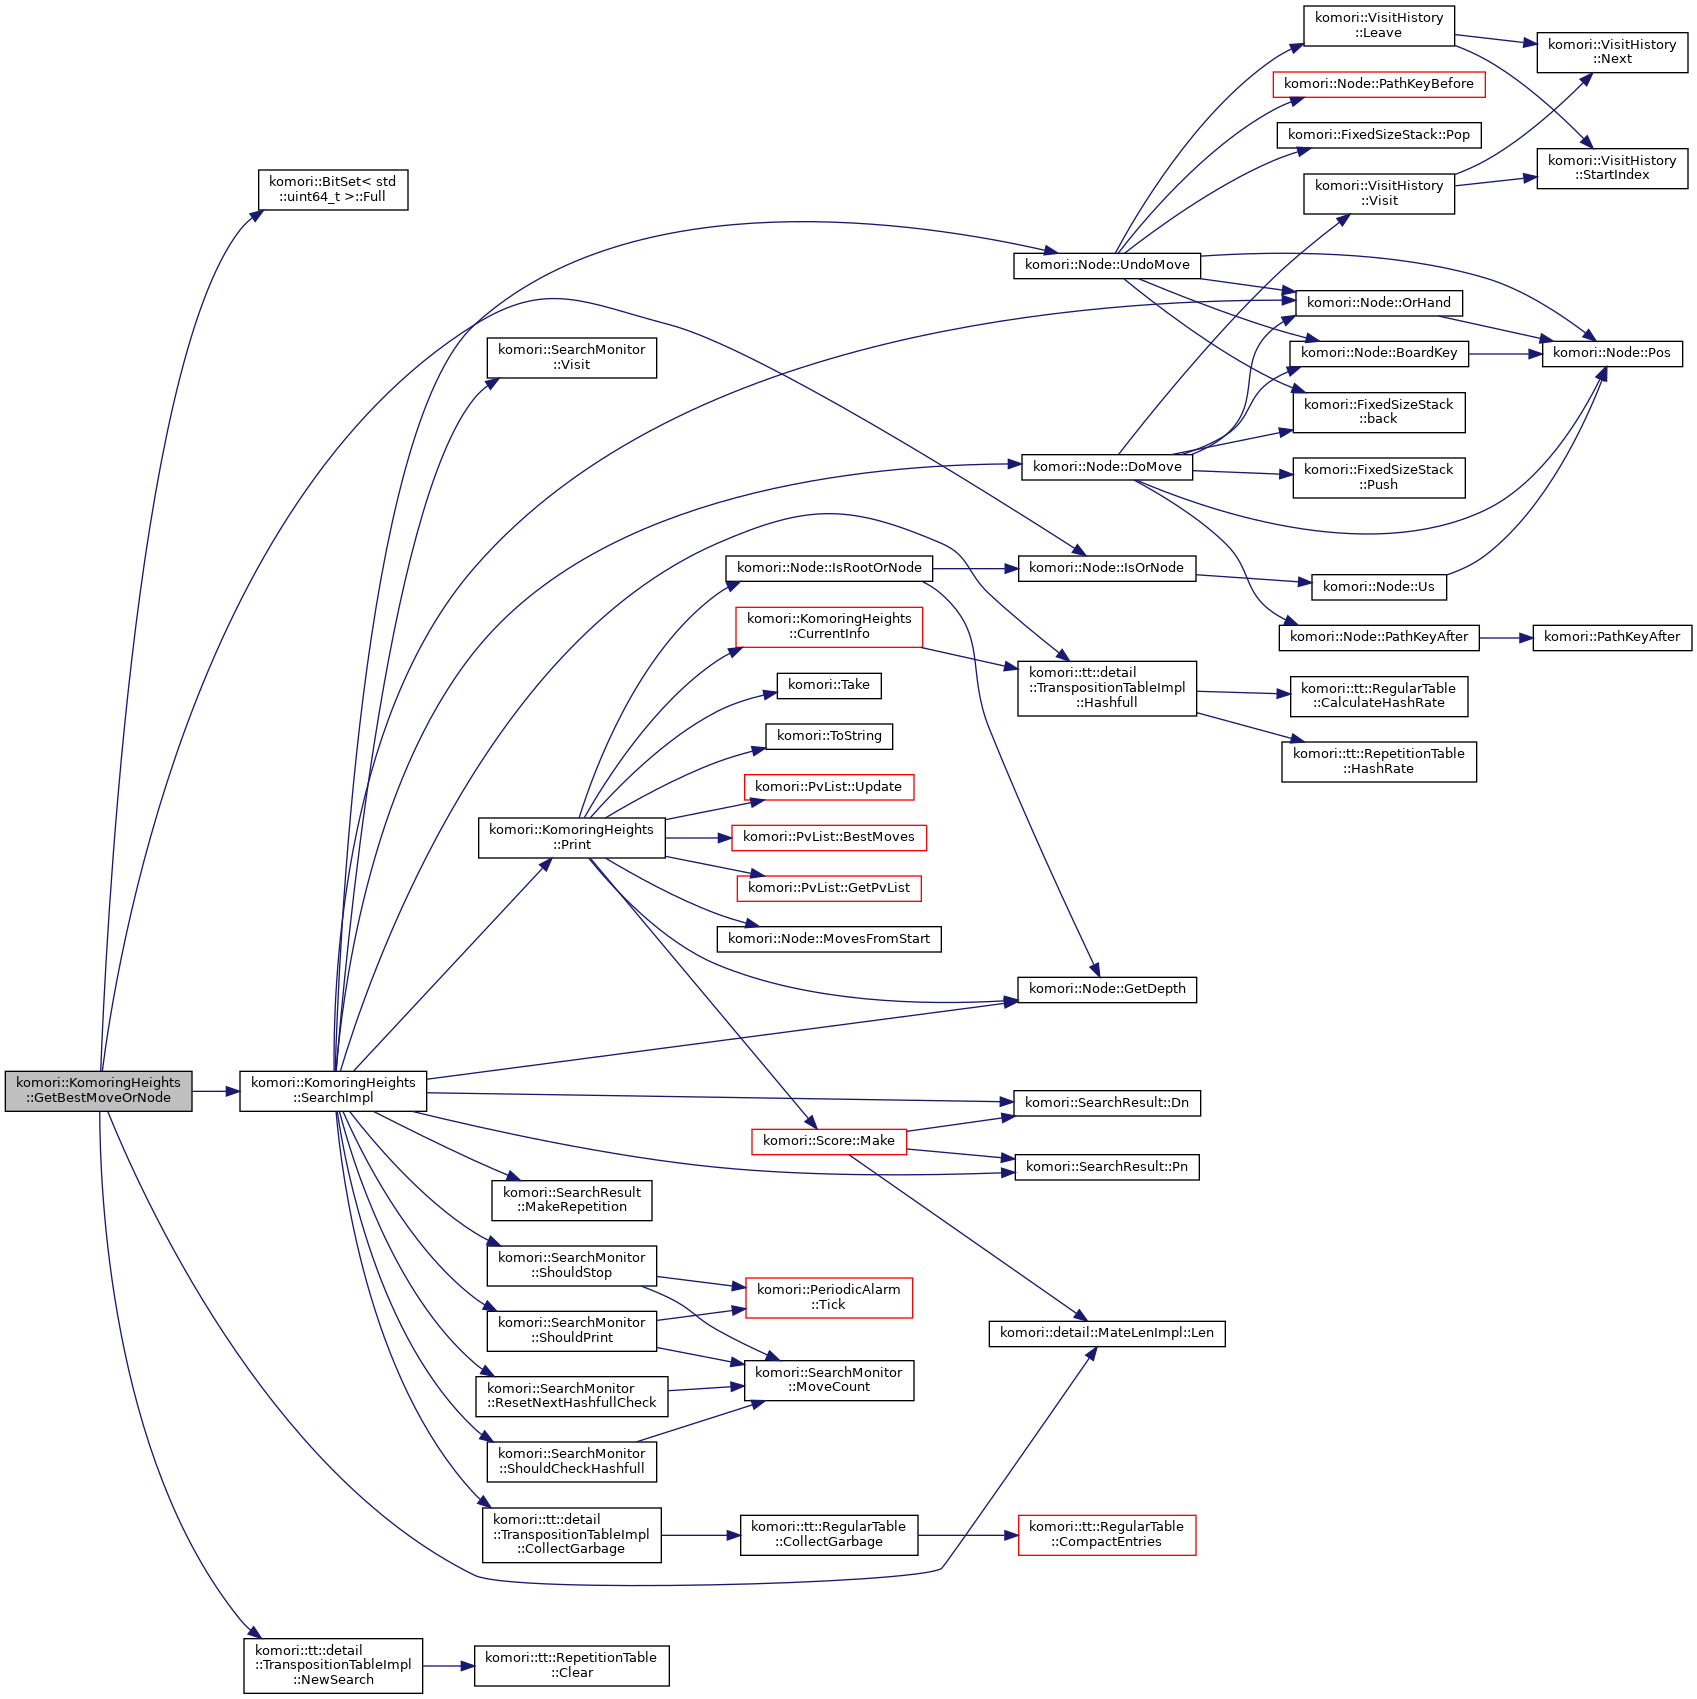 komori::VisitHistory
::Leave
komori::VisitHistory
::Next
komori::Node::PathKeyBefore
komori::FixedSizeStack::Pop
komori::VisitHistory
::StartIndex
komori::BitSet< std
::uint64_t >::Full
komori::VisitHistory
::Visit
komori::Node::UndoMove
komori::Node::OrHand
komori::SearchMonitor
::Visit
komori::Node::BoardKey
komori::Node::Pos
komori::FixedSizeStack
::back
komori::Node::DoMove
komori::FixedSizeStack
::Push
komori::Node::IsRootOrNode
komori::Node::IsOrNode
komori::Node::Us
komori::KomoringHeights
::CurrentInfo
komori::Node::PathKeyAfter
komori::PathKeyAfter
komori::Take
komori::tt::detail
::TranspositionTableImpl
::Hashfull
komori::tt::RegularTable
::CalculateHashRate
komori::ToString
komori::tt::RepetitionTable
::HashRate
komori::PvList::Update
komori::KomoringHeights
::Print
komori::PvList::BestMoves
komori::PvList::GetPvList
komori::Node::MovesFromStart
komori::Node::GetDepth
komori::KomoringHeights
::GetBestMoveOrNode
komori::KomoringHeights
::SearchImpl
komori::SearchResult::Dn
komori::Score::Make
komori::SearchResult::Pn
komori::SearchResult
::MakeRepetition
komori::SearchMonitor
::ShouldStop
komori::PeriodicAlarm
::Tick
komori::SearchMonitor
::ShouldPrint
komori::detail::MateLenImpl::Len
komori::SearchMonitor
::MoveCount
komori::SearchMonitor
::ResetNextHashfullCheck
komori::SearchMonitor
::ShouldCheckHashfull
komori::tt::detail
::TranspositionTableImpl
::CollectGarbage
komori::tt::RegularTable
::CollectGarbage
komori::tt::RegularTable
::CompactEntries
komori::tt::detail
::TranspositionTableImpl
::NewSearch
komori::tt::RepetitionTable
::Clear